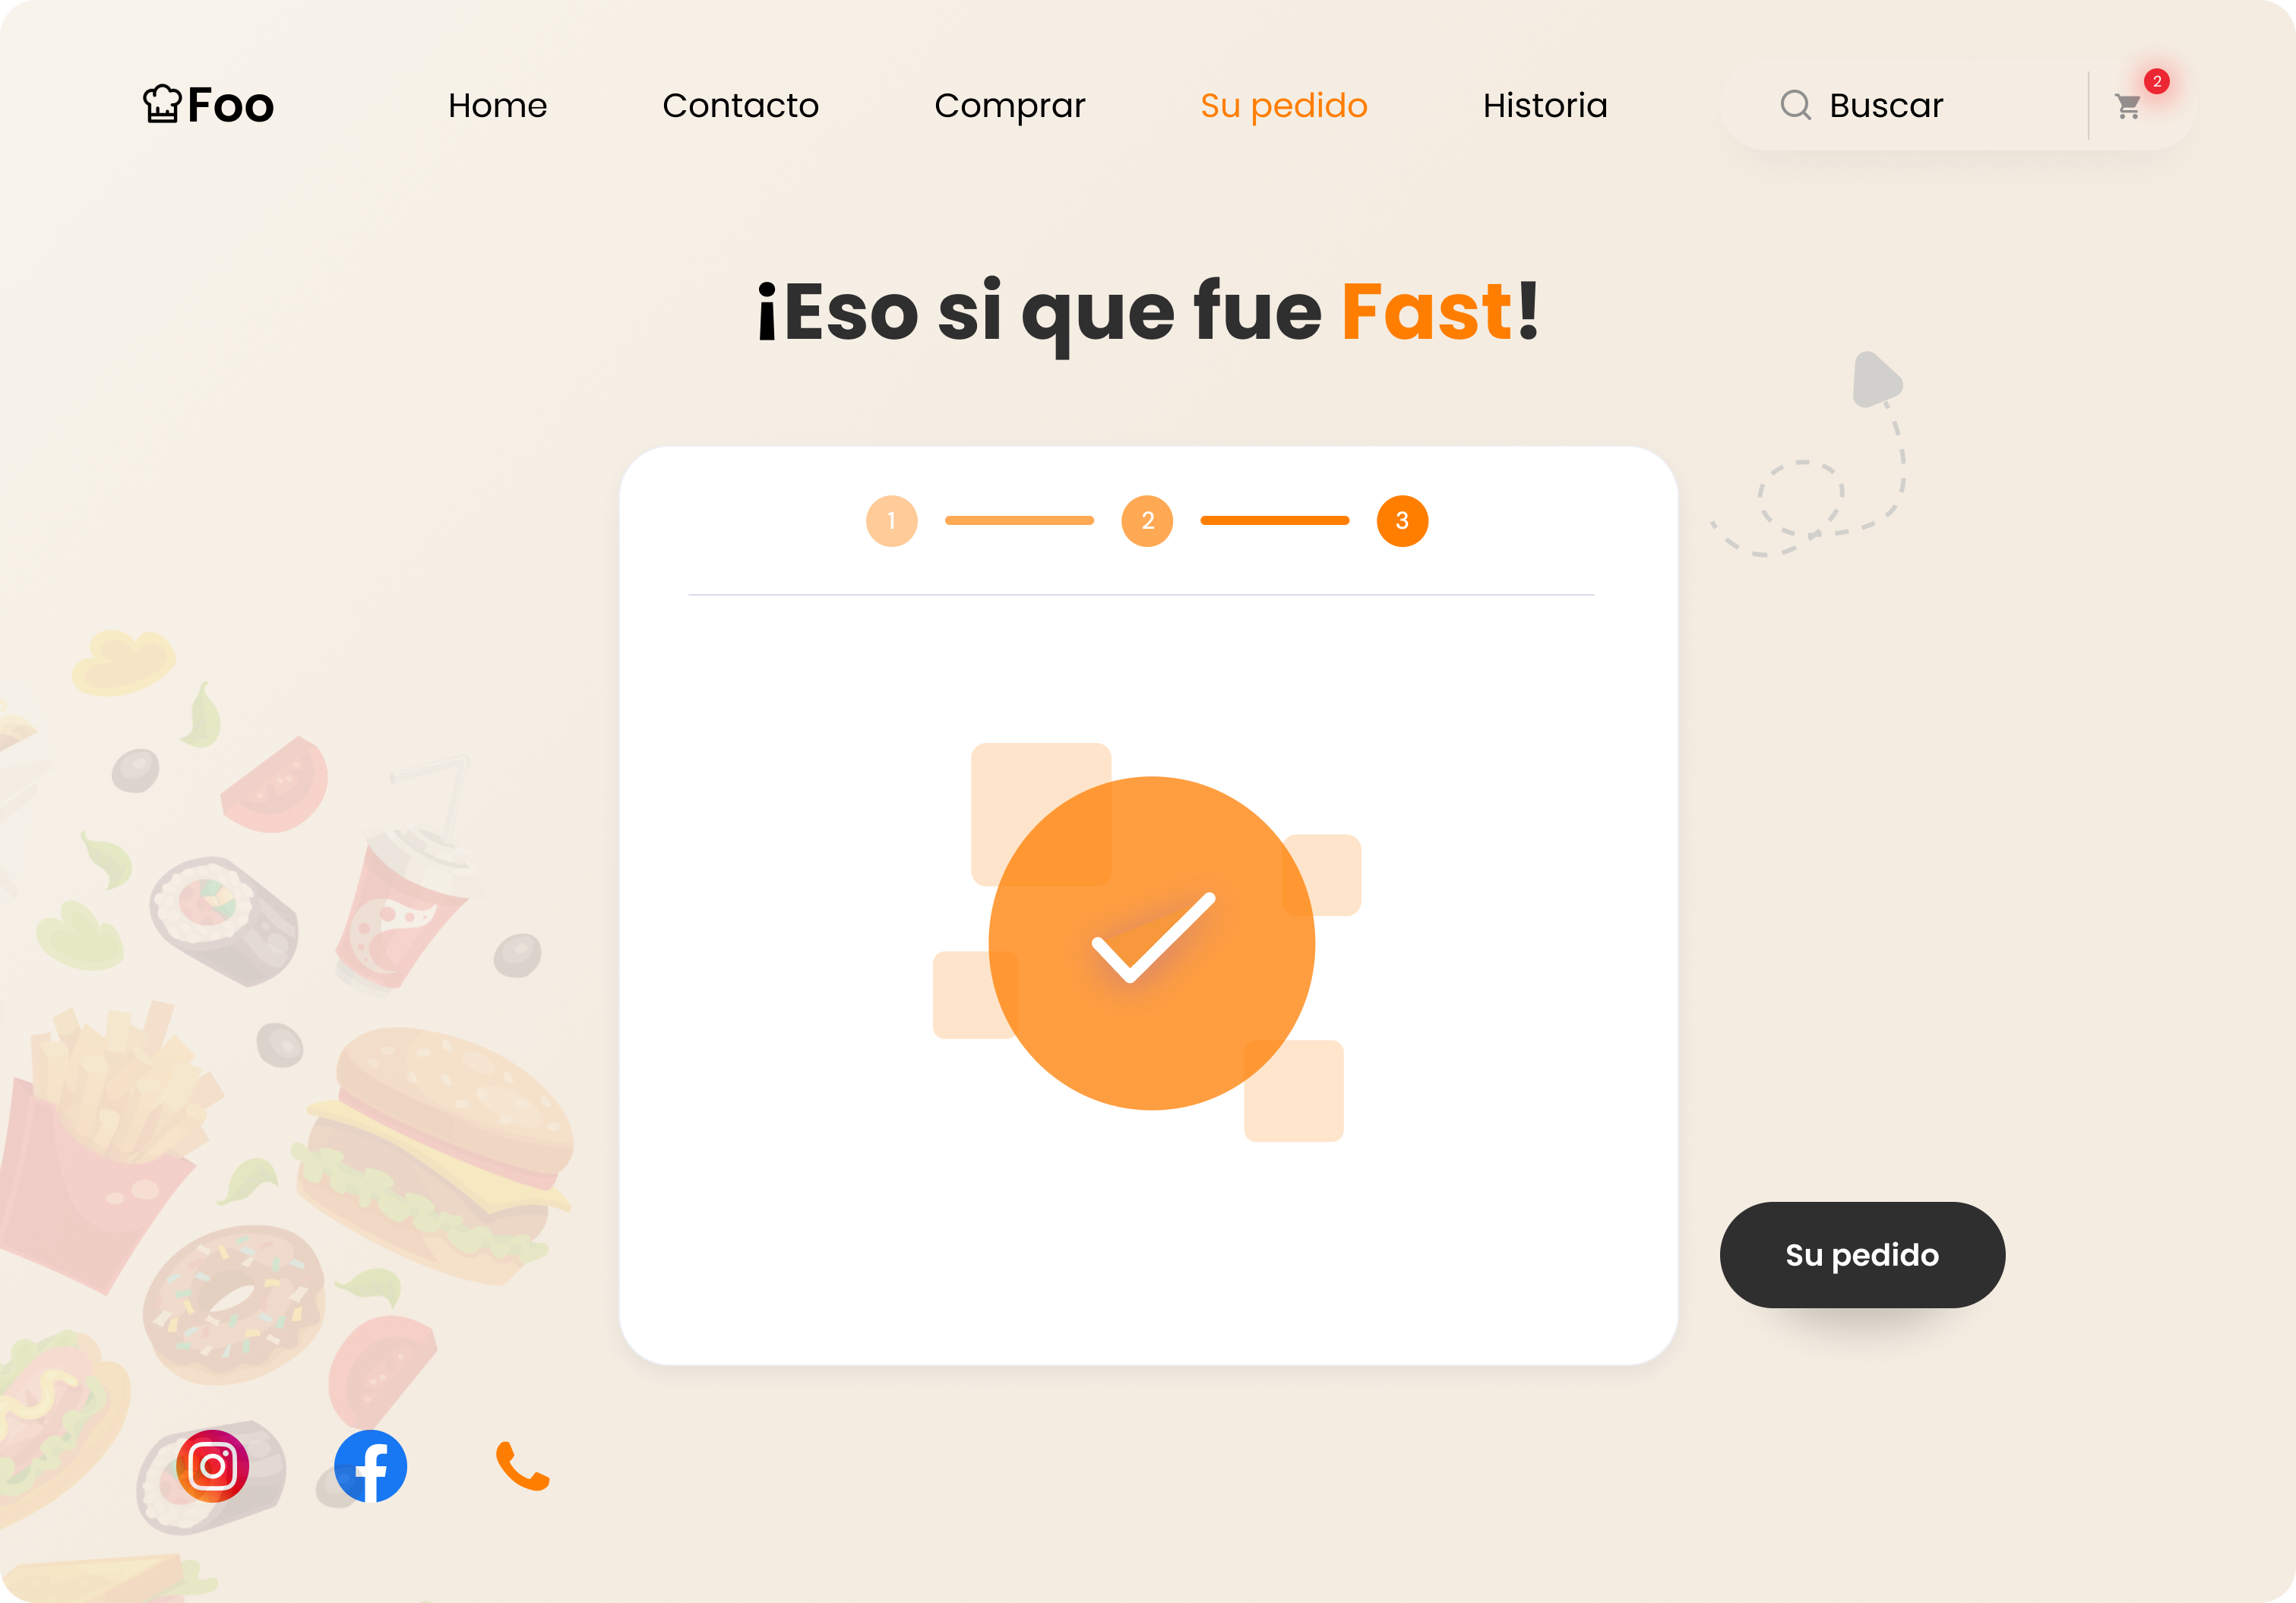 Foo
Home
Contacto
Comprar
Su pedido
Historia
Buscar
2
¡Eso si que fue Fast!
1
2
3
Su pedido